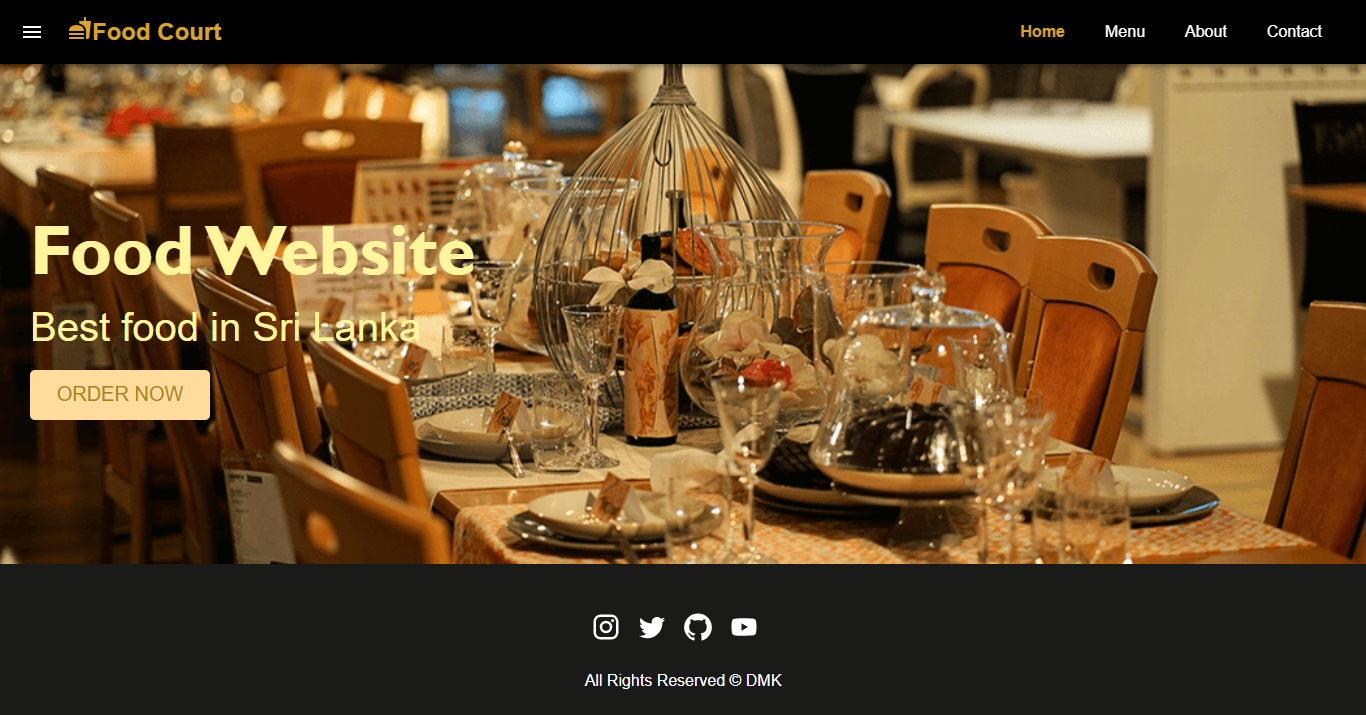 Food Court
Home Menu About Contact
Food Website
Best food in Sri Lanka
ORDER NOW
All Rights Reserved © DMK